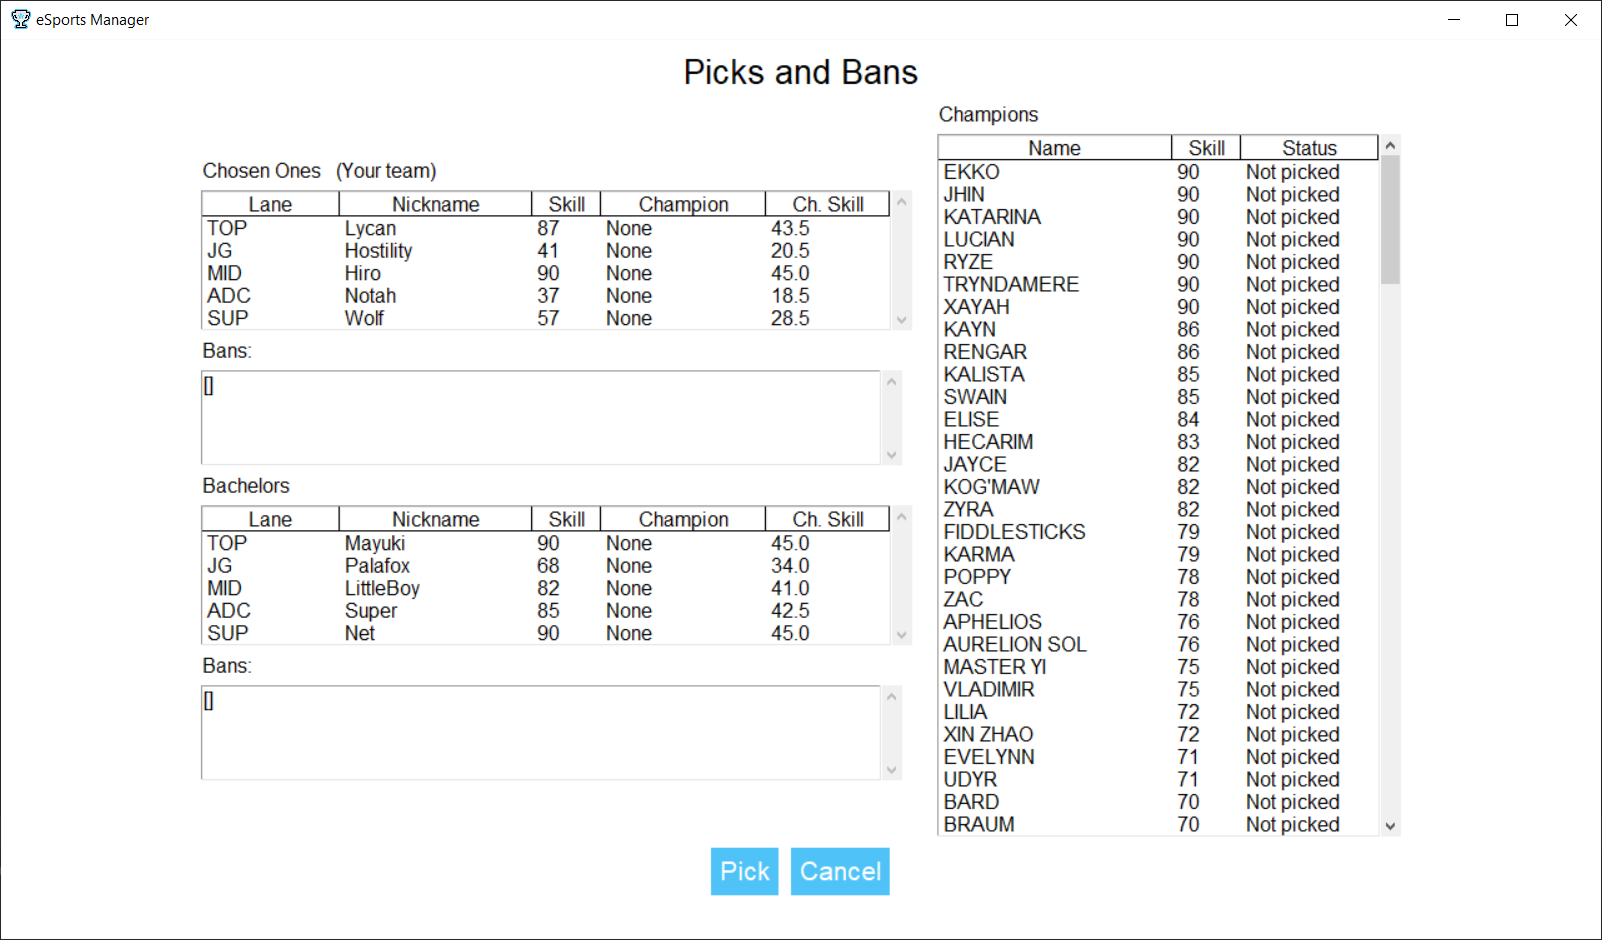 eSports Manager
Picks and Bans
Chosen Ones (Your team)
Lane Nickname Skill Champion Ch. Skill
TOP Lycan 87 None 43.5
JG Hostility 41 None 20.5
MID Hiro 90 None 45.0
ADC Notah 37 None 18.5
SUP Wolf 57 None 28.5
Bans:
[]
Bachelors
Lane Nickname Skill Champion Ch. Skill
TOP Mayuki 90 None 45.0
JG Palafox 68 None 34.0
MID LittleBoy 82 None 41.0
ADC Super 85 None 42.5
SUP Net 90 None 45.0
Bans:
[]
Champions
Name Skill Status
EKKO 90 Not picked
JHIN 90 Not picked
KATARINA 90 Not picked
LUCIAN 90 Not picked
RYZE 90 Not picked
TRYNDAMERE 90 Not picked
XAYAH 90 Not picked
KAYN 86 Not picked
RENGAR 86 Not picked
KALISTA 85 Not picked
SWAIN 85 Not picked
ELISE 84 Not picked
HECARIM 83 Not picked
JAYCE 82 Not picked
KOG'MAW 82 Not picked
ZYRA 82 Not picked
FIDDLESTICKS 79 Not picked
KARMA 79 Not picked
POPPY 78 Not picked
ZAC 78 Not picked
APHELIOS 76 Not picked
AURELION SOL 76 Not picked
MASTER YI 75 Not picked
VLADIMIR 75 Not picked
LILIA 72 Not picked
XIN ZHAO 72 Not picked
EVELYNN 71 Not picked
UDYR 71 Not picked
BARD 70 Not picked
BRAUM 70 Not picked
Pick Cancel